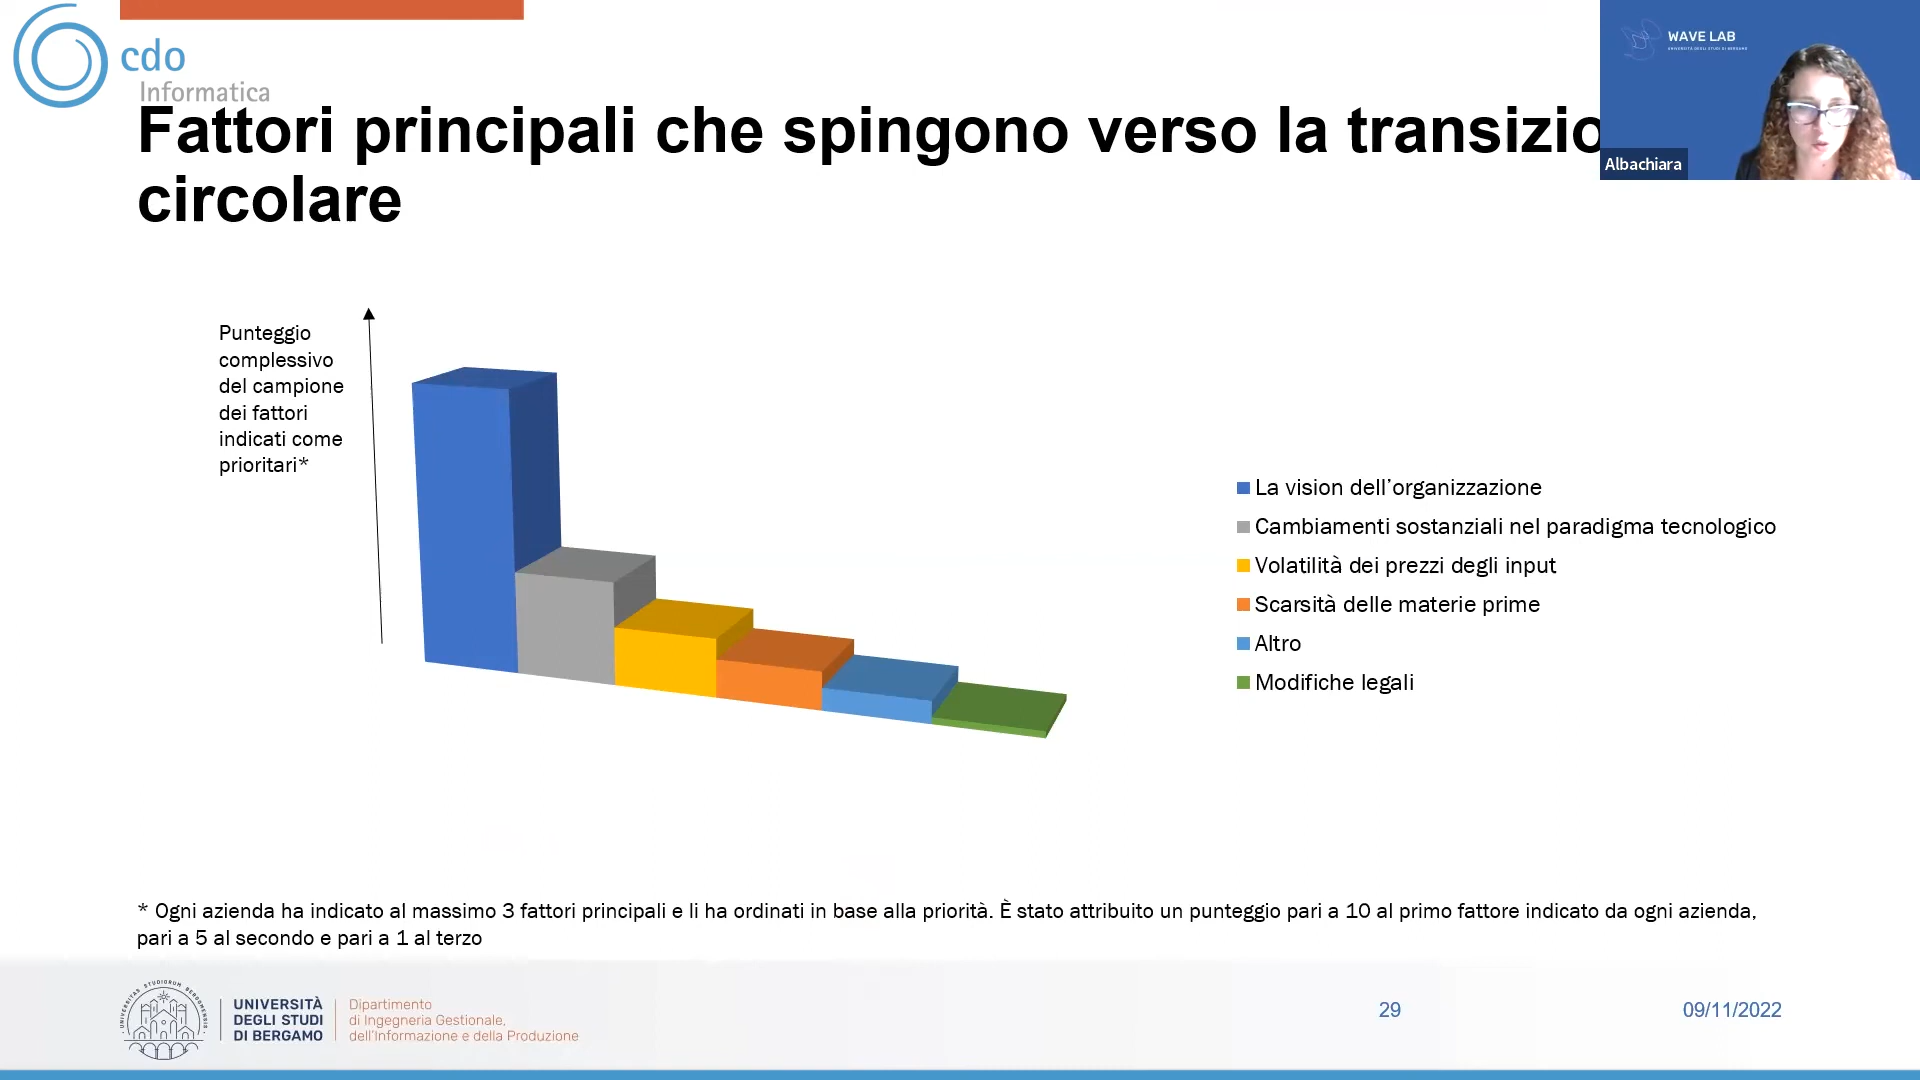 cdo
Informatica
WAVE LAB
UNIVERSITÀ DEGLI STUDI DI BERGAMO
Albachiara
Fattori principali che spingono verso la transizio
circolare
Punteggio
complessivo
del campione
dei fattori
indicati come
prioritari*
La vision dell’organizzazione
Cambiamenti sostanziali nel paradigma tecnologico
Volatilità dei prezzi degli input
Scarsità delle materie prime
Altro
Modifiche legali
* Ogni azienda ha indicato al massimo 3 fattori principali e li ha ordinati in base alla priorità. È stato attribuito un punteggio pari a 10 al primo fattore indicato da ogni azienda,
pari a 5 al secondo e pari a 1 al terzo
UNIVERSITÀ
DEGLI STUDI
DI BERGAMO
Dipartimento
di Ingegneria Gestionale,
dell'Informazione e della Produzione
29
09/11/2022